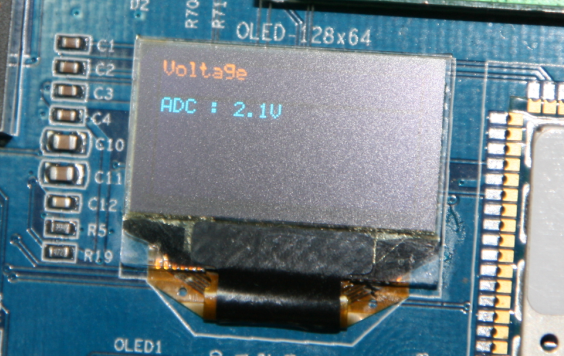 D2
OLED-128x64
C1
C2
C3
C4
C10
C11
C12
R5
R19
Voltage
ADC : 2.1V
OLED1